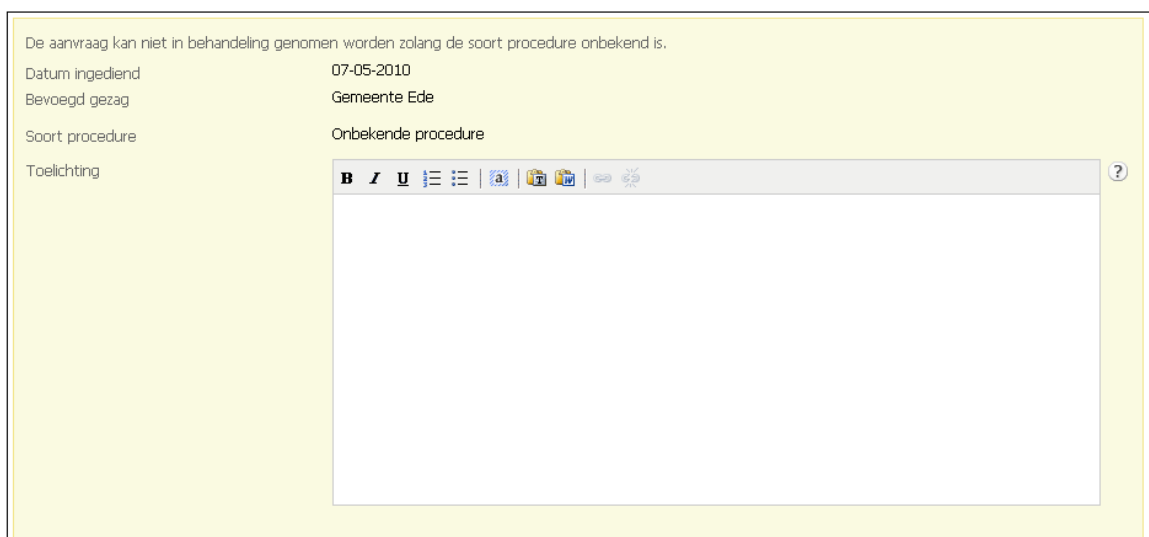 De aanvraag kan niet in behandeling genomen worden zolang de soort procedure onbekend is.
Datum ingediend 07-05-2010
Bevoegd gezag Gemeente Ede
Soort procedure Onbekende procedure
Toelichting
B I U a T W ?